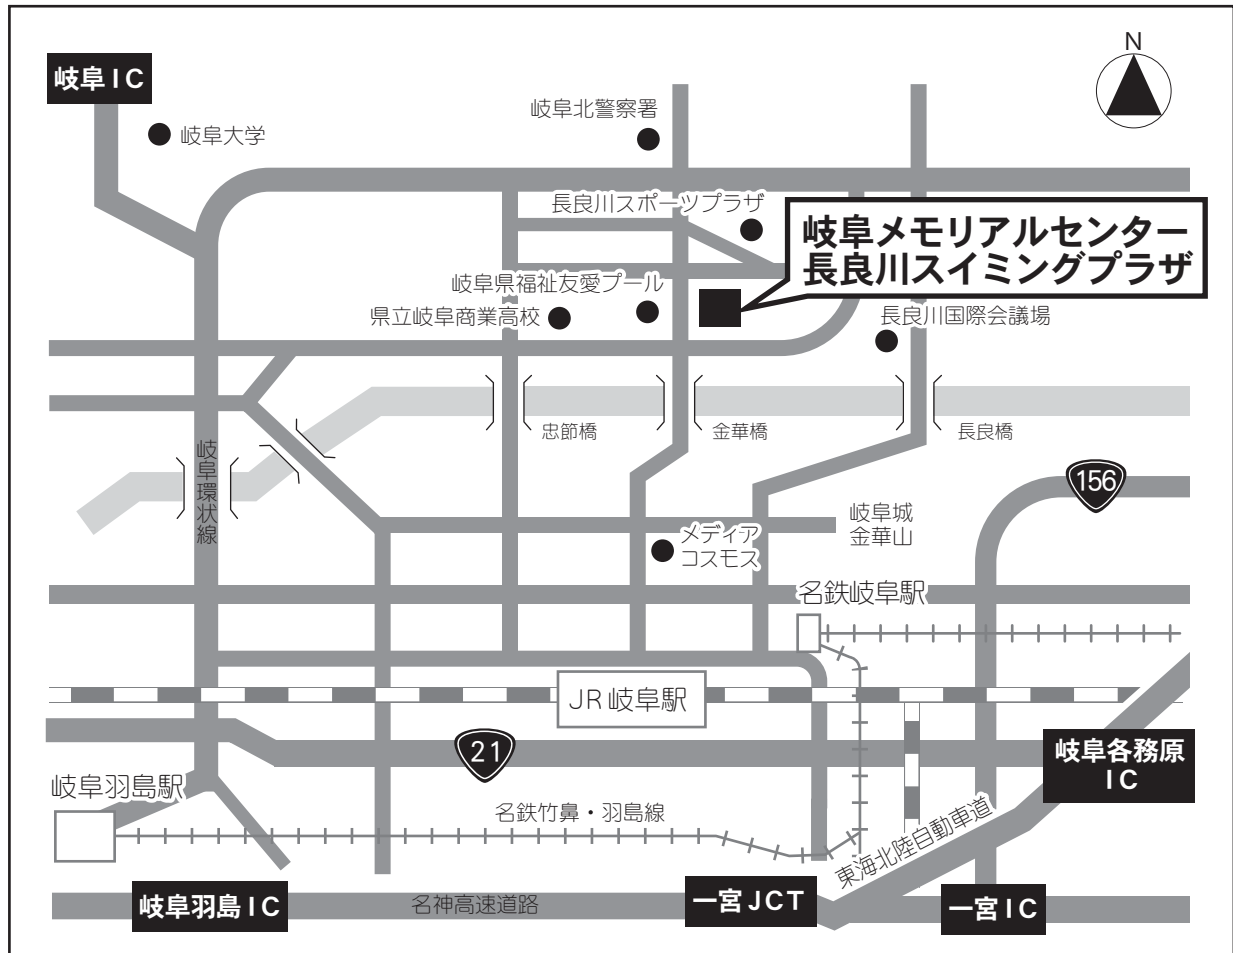 N
岐阜IC
岐阜大学
岐阜北警察署
長良川スポーツプラザ
岐阜メモリアルセンター
長良川スイミングプラザ
岐阜県福祉友愛プール
県立岐阜商業高校
長良川国際会議場
忠節橋
金華橋
長良橋
岐阜環状線
156
岐阜城
金華山
メディア
コスモス
名鉄岐阜駅
JR岐阜駅
21
岐阜各務原
IC
岐阜羽島駅
名鉄竹鼻・羽島線
東海北陸自動車道
岐阜羽島IC
名神高速道路
一宮JCT
一宮IC